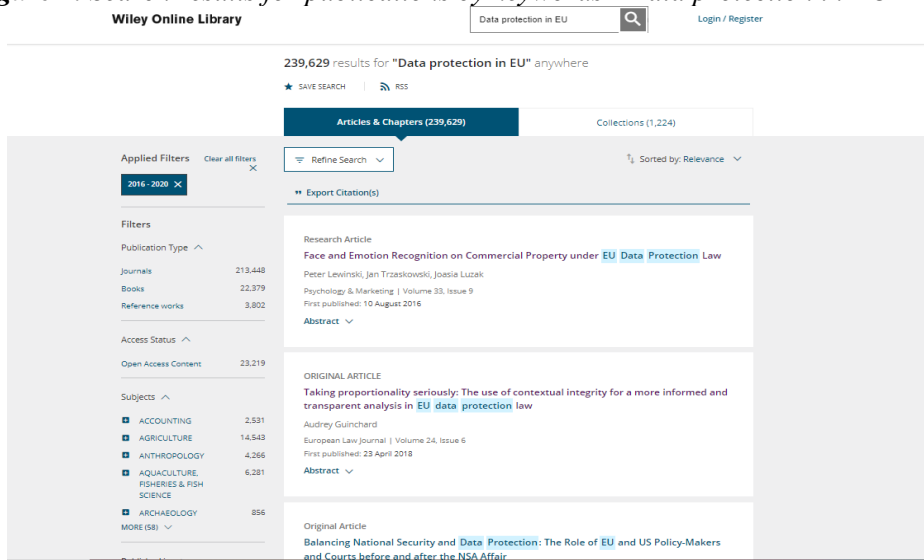 Wiley Online Library
Data protection in EU
Login / Register
239,629 results for "Data protection in EU" anywhere
SAVE SEARCH
RSS
Articles & Chapters (239,629)
Collections (1,224)
Applied Filters
Clear all filters
2016 - 2020
Refine Search
Sorted by: Relevance
Export Citation(s)
Filters
Publication Type
Journals 213,448
Books 22,379
Reference works 3,802
Access Status
Open Access Content 23,219
Subjects
ACCOUNTING 2,531
AGRICULTURE 14,543
ANTHROPOLOGY 4,266
AQUACULTURE, 6,281
FISHERIES & FISH
SCIENCE
ARCHAEOLOGY 856
MORE (58)
Research Article
Face and Emotion Recognition on Commercial Property under EU Data Protection Law
Peter Lewinski, Jan Trzaskowski, Joasia Luzak
Psychology & Marketing | Volume 33, Issue 9
First published: 10 August 2016
Abstract
ORIGINAL ARTICLE
Taking proportionality seriously: The use of contextual integrity for a more informed and
transparent analysis in EU data protection law
Audrey Guinchard
European Law Journal | Volume 24, Issue 6
First published: 23 April 2018
Abstract
Original Article
Balancing National Security and Data Protection: The Role of EU and US Policy-Makers
and Courts before and after the NSA Affair